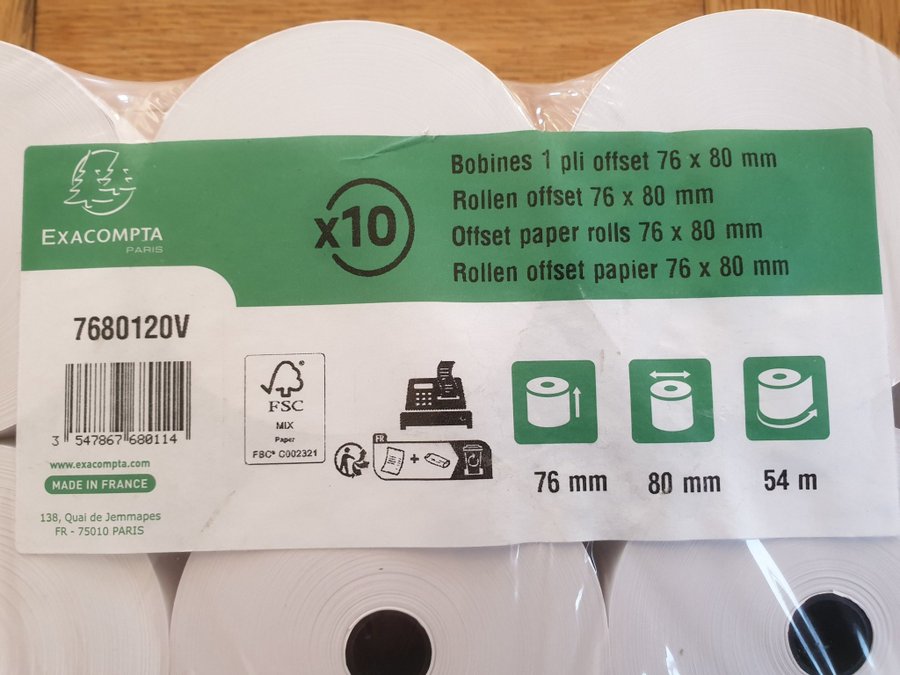 EXACOMPTA
PARIS
x10
Bobines 1 pli offset 76 x 80 mm
Rollen offset 76 x 80 mm
Offset paper rolls 76 x 80 mm
Rollen offset papier 76 x 80 mm
7680120V
3 547867 680114
www.exacompta.com
MADE IN FRANCE
138, Quai de Jemmapes
FR - 75010 PARIS
FSC®
MIX
Paper
FSC® C002321
FR
+
76 mm
80 mm
54 m